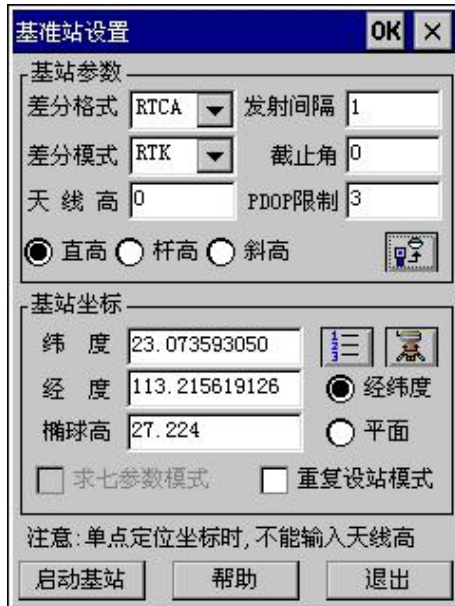 基准站设置 OK ×
基站参数
差分格式 RTCA 发射间隔 1
差分模式 RTK 截止角 0
天线高 0 PDOP限制 3
直高 杆高 斜高
基站坐标
纬度 23.073593050
经度 113.215619126 经纬度
椭球高 27.224 平面
求七参数模式 重复设站模式
注意:单点定位坐标时,不能输入天线高
启动基站 帮助 退出